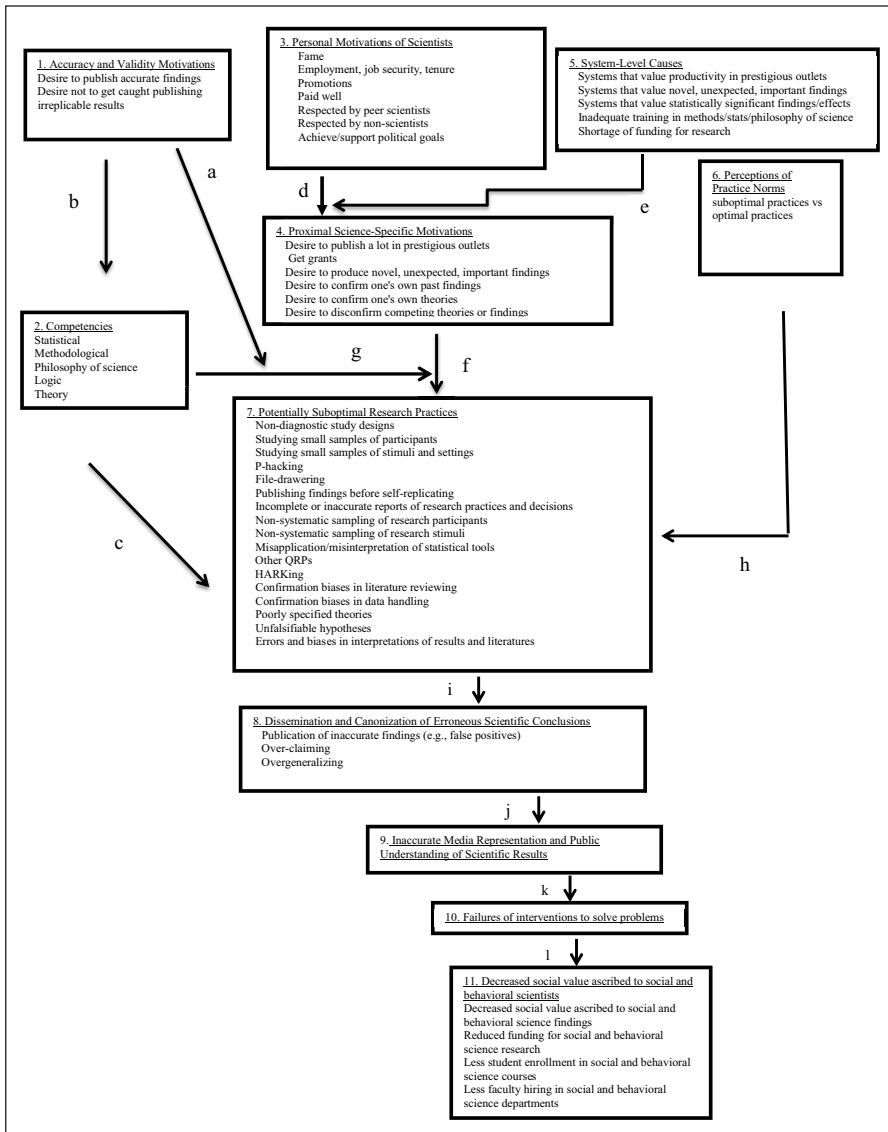 1. Accuracy and Validity Motivations
Desire to publish accurate findings
Desire not to get caught publishing
irreplicable results
3. Personal Motivations of Scientists
Fame
Employment, job security, tenure
Promotions
Paid well
Respected by peer scientists
Respected by non-scientists
Achieve/support political goals
5. System-Level Causes
Systems that value productivity in prestigious outlets
Systems that value novel, unexpected, important findings
Systems that value statistically significant findings/effects
Inadequate training in methods/stats/philosophy of science
Shortage of funding for research
6. Perceptions of
Practice Norms
suboptimal practices vs
optimal practices
b
a
d
e
4. Proximal Science-Specific Motivations
Desire to publish a lot in prestigious outlets
Get grants
Desire to produce novel, unexpected, important findings
Desire to confirm one's own past findings
Desire to confirm one's own theories
Desire to disconfirm competing theories or findings
2. Competencies
Statistical
Methodological
Philosophy of science
Logic
Theory
g
f
7. Potentially Suboptimal Research Practices
Non-diagnostic study designs
Studying small samples of participants
Studying small samples of stimuli and settings
P-hacking
File-drawering
Publishing findings before self-replicating
Incomplete or inaccurate reports of research practices and decisions
Non-systematic sampling of research participants
Non-systematic sampling of research stimuli
Misapplication/misinterpretation of statistical tools
Other QRPs
HARKing
Confirmation biases in literature reviewing
Confirmation biases in data handling
Poorly specified theories
Unfalsifiable hypotheses
Errors and biases in interpretations of results and literatures
c
h
i
8. Dissemination and Canonization of Erroneous Scientific Conclusions
Publication of inaccurate findings (e.g., false positives)
Over-claiming
Overgeneralizing
j
9. Inaccurate Media Representation and Public
Understanding of Scientific Results
k
10. Failures of interventions to solve problems
l
11. Decreased social value ascribed to social and
behavioral scientists
Decreased social value ascribed to social and
behavioral science findings
Reduced funding for social and behavioral
science research
Less student enrollment in social and behavioral
science courses
Less faculty hiring in social and behavioral
science departments